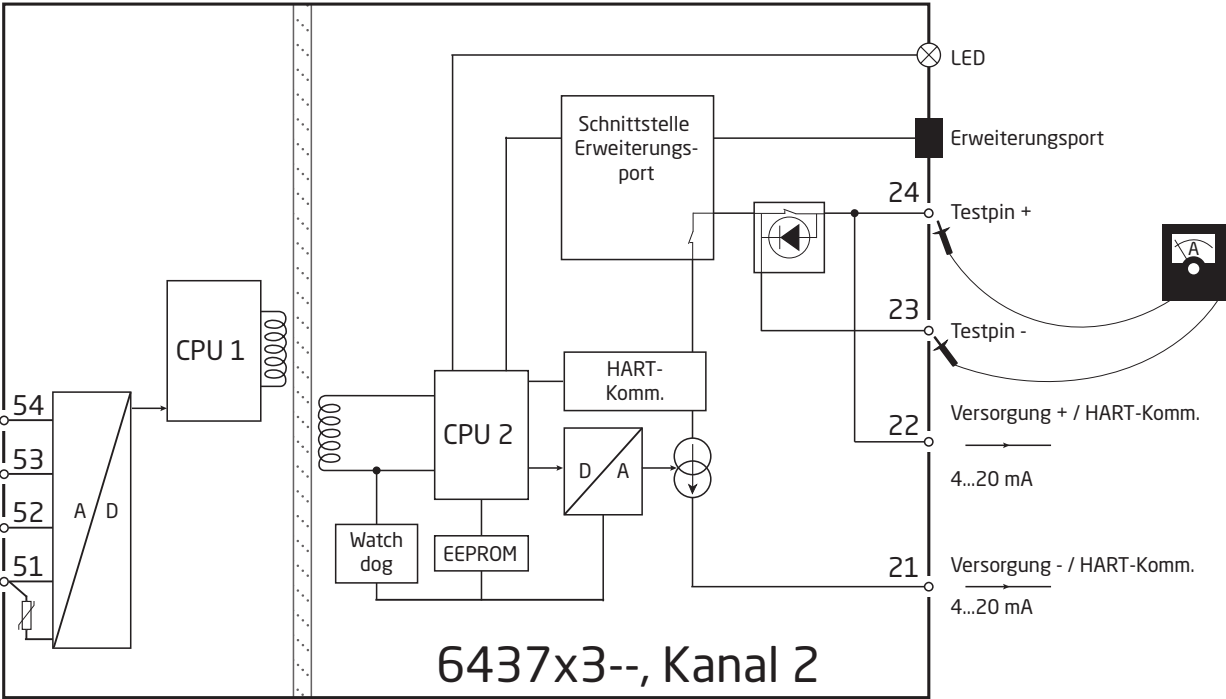 LED
Schnittstelle
Erweiterungs-
port
Erweiterungsport
24
Testpin +
A
23
Testpin -
CPU 1
HART-
Komm.
54
CPU 2
22
Versorgung + / HART-Komm.
4...20 mA
53
D A
52
A D
Watch
dog
EEPROM
51
21
Versorgung - / HART-Komm.
4...20 mA
6437x3--, Kanal 2